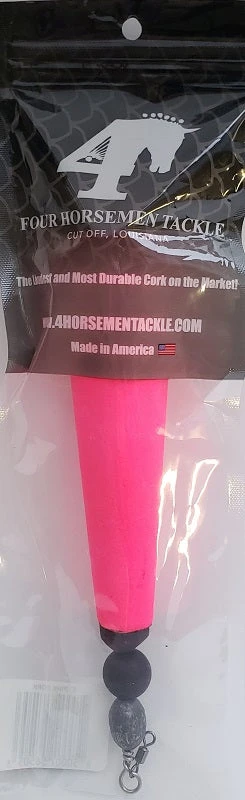 4
FOUR HORSEMEN TACKLE
CUT OFF, LOUISIANA
The Loudest and Most Durable Cork on the Market!
W.4HORSEMENTACKLE.COM
Made in America